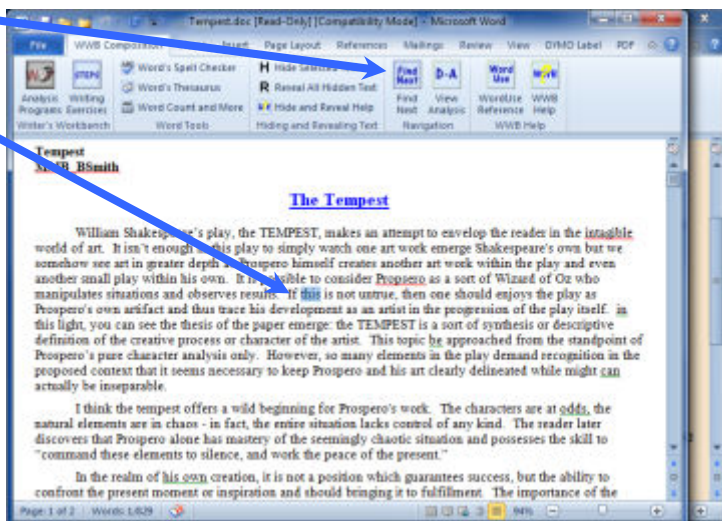 Tempest.doc [Read-Only] [Compatibility Mode] - Microsoft Word
File WWB Insert Page Layout References Mailings Review View DYMO Label PDF
Word's Spell Checker
Word's Thesaurus
Word Count and More
H Hide
R Reveal All Hidden Text
Hide and Reveal Help
Find Next
D-A
Word Use
Analysis Programs
Writing Exercises
Find Next
View Analysis
WordUse Reference
WWB Help
Writer's Workbench
Word Tools
Hiding and Revealing Text
Navigation
WWB Help
Tempest
BSmith
The Tempest
William Shakespeare's play, the TEMPEST, makes an attempt to envelop the reader in the intagible
world of art. It isn't enough in this play to simply watch one art work emerge Shakespeare's own but we
somehow see art in greater depth as Prospero himself creates another art work within the play and even
another small play within his own. It is possible to consider Propsero as a sort of Wizard of Oz who
manipulates situations and observes results. If this is not untrue, then one should enjoys the play as
Prospero's own artifact and thus trace his development as an artist in the progression of the play itself. in
this light, you can see the thesis of the paper emerge: the TEMPEST is a sort of synthesis or descriptive
definition of the creative process or character of the artist. This topic be approached from the standpoint of
Prospero's pure character analysis only. However, so many elements in the play demand recognition in the
proposed context that it seems necessary to keep Prospero and his art clearly delineated while might can
actually be inseparable.
I think the tempest offers a wild beginning for Prospero's work. The characters are at odds, the
natural elements are in chaos - in fact, the entire situation lacks control of any kind. The reader later
discovers that Prospero alone has mastery of the seemingly chaotic situation and possesses the skill to
"command these elements to silence, and work the peace of the present."
In the realm of his own creation, it is not a position which guarantees success, but the ability to
confront the present moment or inspiration and should bringing it to fulfillment. The importance of the
Page: 1 of 2 Words: 1,629 94%